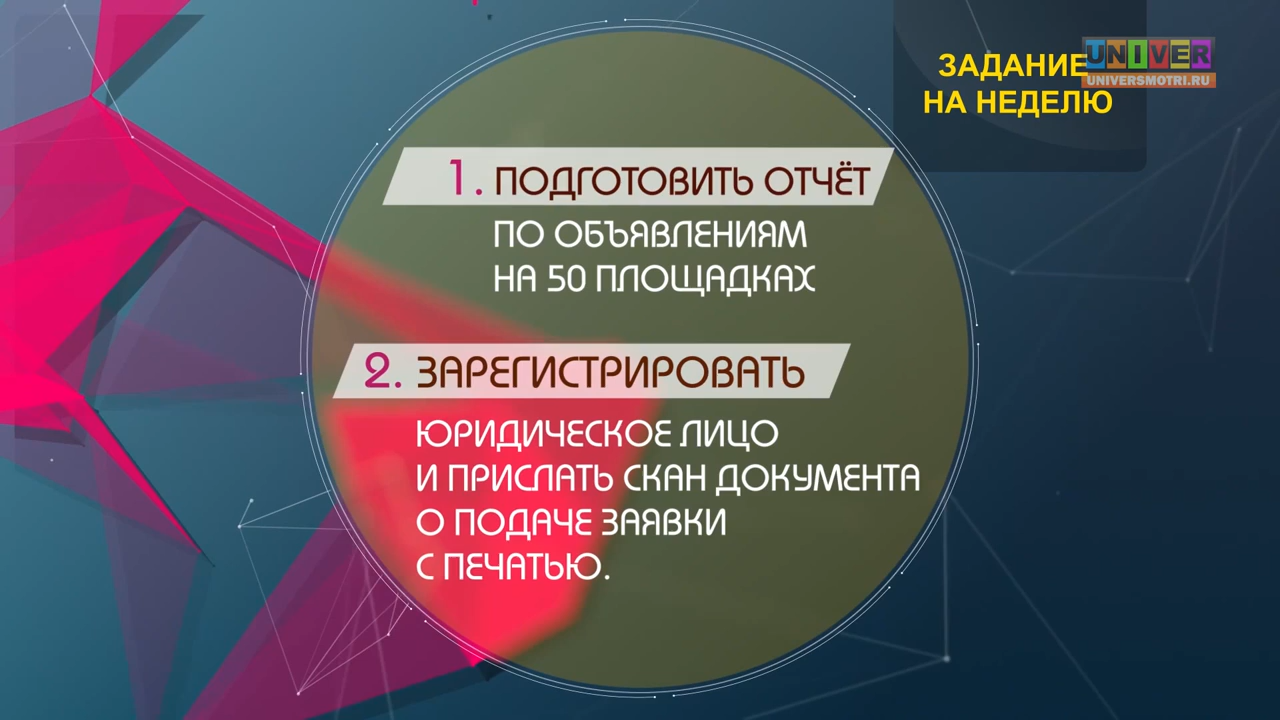 ЗАДАНИЕ
НА НЕДЕЛЮ
UNIVER
UNIVERSMOTRI.RU
1. ПОДГОТОВИТЬ ОТЧЁТ
ПО ОБЪЯВЛЕНИЯМ
НА 50 ПЛОЩАДКАХ
2. ЗАРЕГИСТРИРОВАТЬ
ЮРИДИЧЕСКОЕ ЛИЦО
И ПРИСЛАТЬ СКАН ДОКУМЕНТА
О ПОДАЧЕ ЗАЯВКИ
С ПЕЧАТЬЮ.